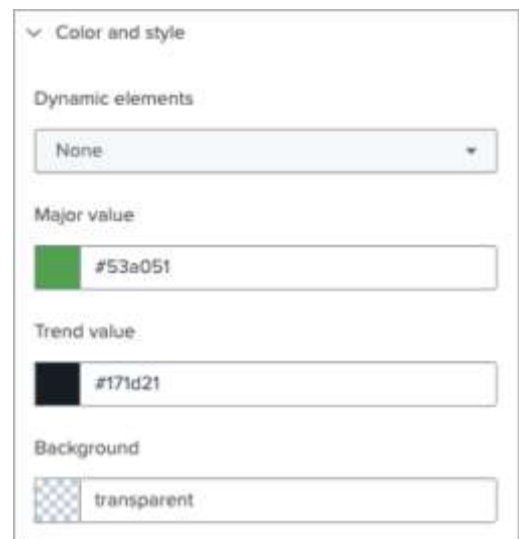 Color and style
Dynamic elements
None
Major value
#53a051
Trend value
#171d21
Background
transparent